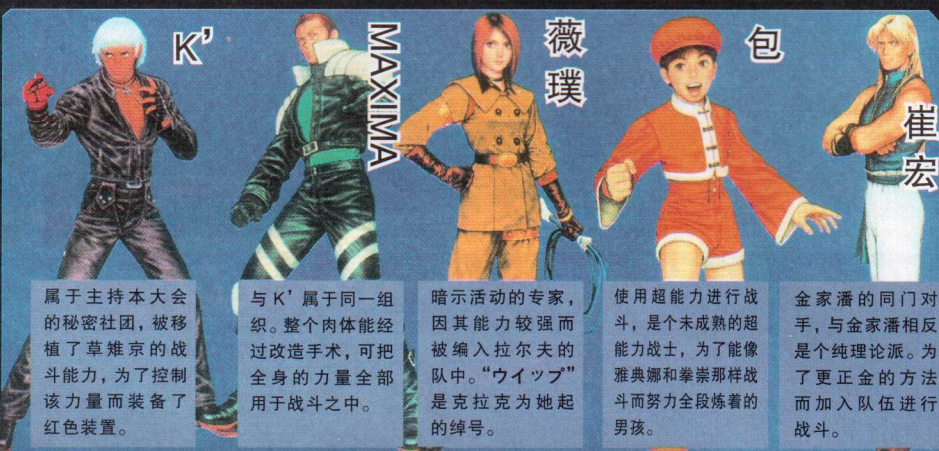 K’
属于主持本大会
的秘密社团，被移
植了草雉京的战
斗能力，为了控制
该力量而装备了
红色装置。
MAXIMA
与K’属于同一组
织。整个肉体能经
过改造手术，可把
全身的力量全部
用于战斗之中。
薇璞
暗示活动的专家，
因其能力较强而
被编入拉尔夫的
队中。“ウイップ”
是克拉克为她起
的绰号。
包
使用超能力进行战
斗，是个未成熟的超
能力战士，为了能像
雅典娜和拳崇那样战
斗而努力全段炼着的
男孩。
崔宏
金家潘的同门对
手，与金家潘相反
是个纯理论派。为
了更正金的方法
而加入队伍进行
战斗。